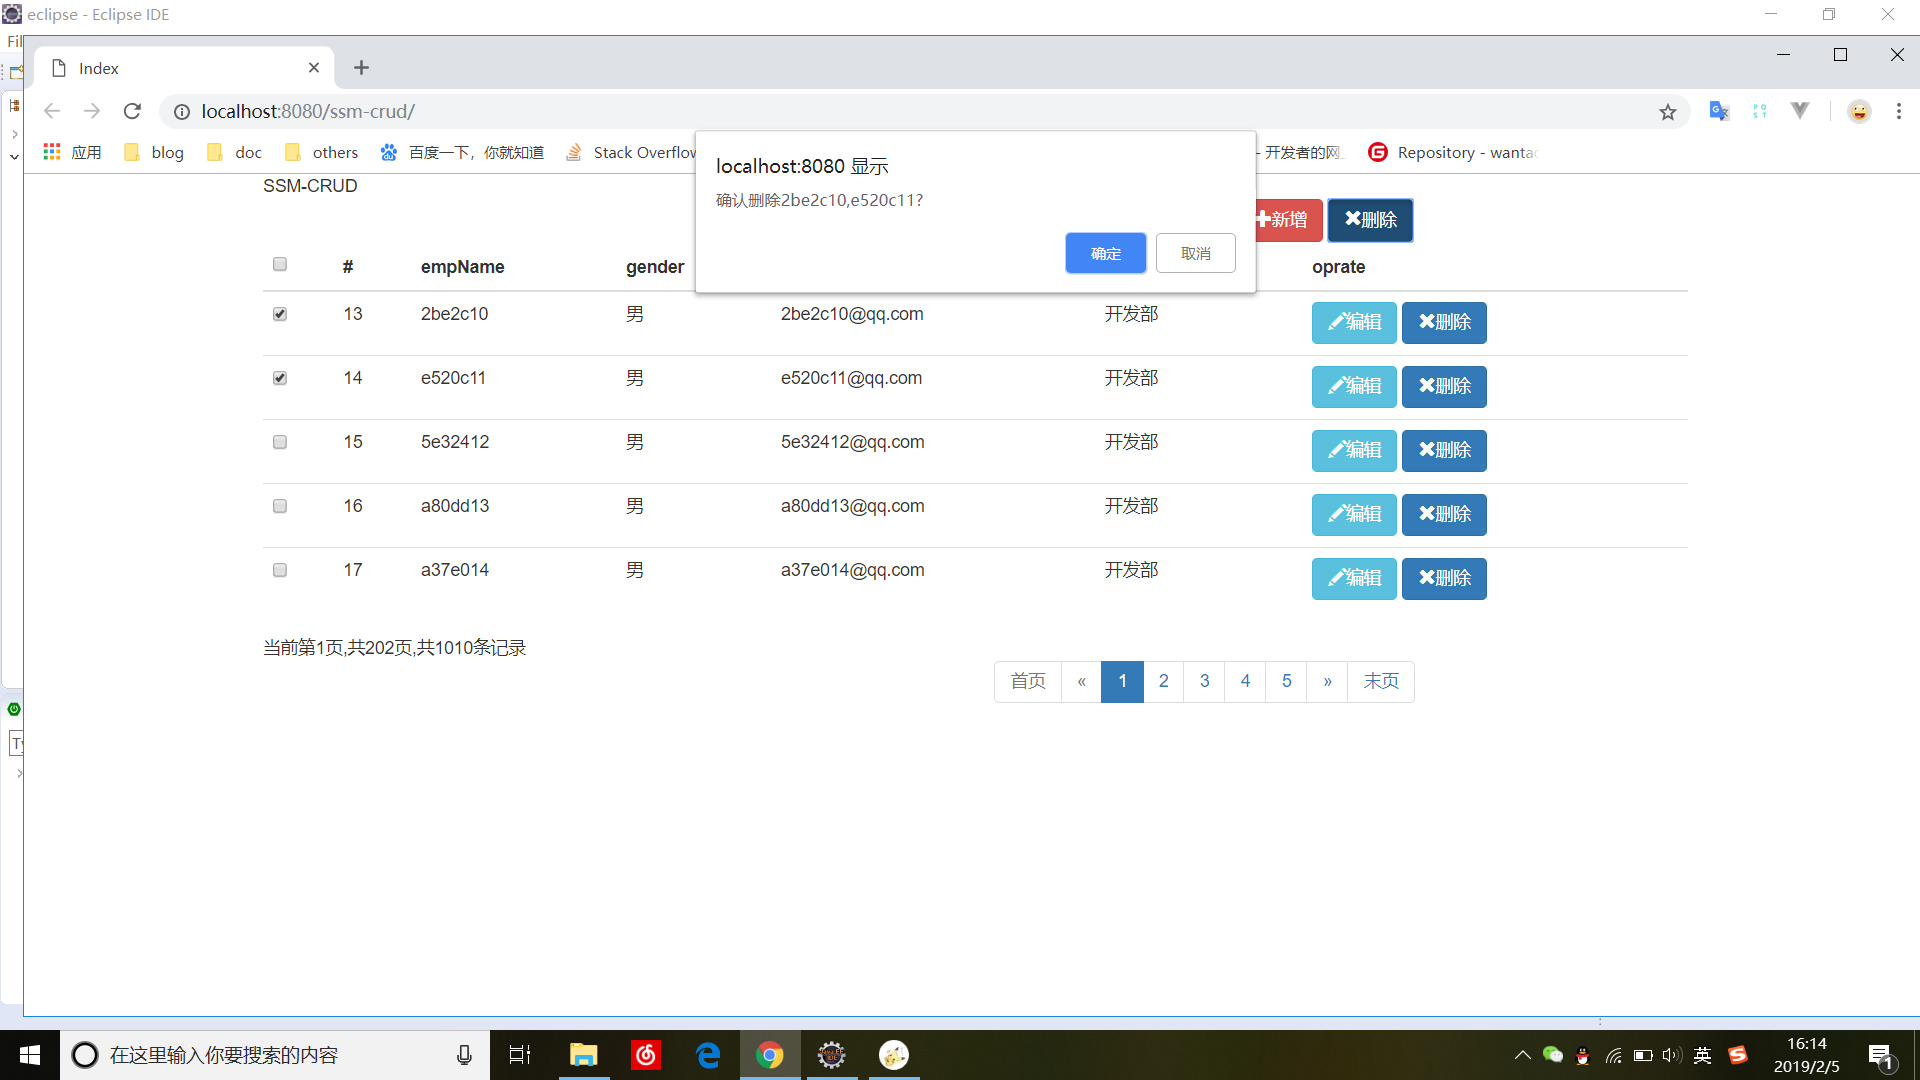 eclipse - Eclipse IDE
Fil
Index
localhost:8080/ssm-crud/
应用
blog
doc
others
百度一下，你就知道
Stack Overflow
- 开发者的网
Repository - wantao
localhost:8080 显示
确认删除2be2c10,e520c11?
确定
取消
SSM-CRUD
新增
删除
# empName gender oprate
13 2be2c10 男 2be2c10@qq.com 开发部 编辑 删除
14 e520c11 男 e520c11@qq.com 开发部 编辑 删除
15 5e32412 男 5e32412@qq.com 开发部 编辑 删除
16 a80dd13 男 a80dd13@qq.com 开发部 编辑 删除
17 a37e014 男 a37e014@qq.com 开发部 编辑 删除
当前第1页,共202页,共1010条记录
首页 « 1 2 3 4 5 » 末页
在这里输入你要搜索的内容
英
16:14
2019/2/5
1